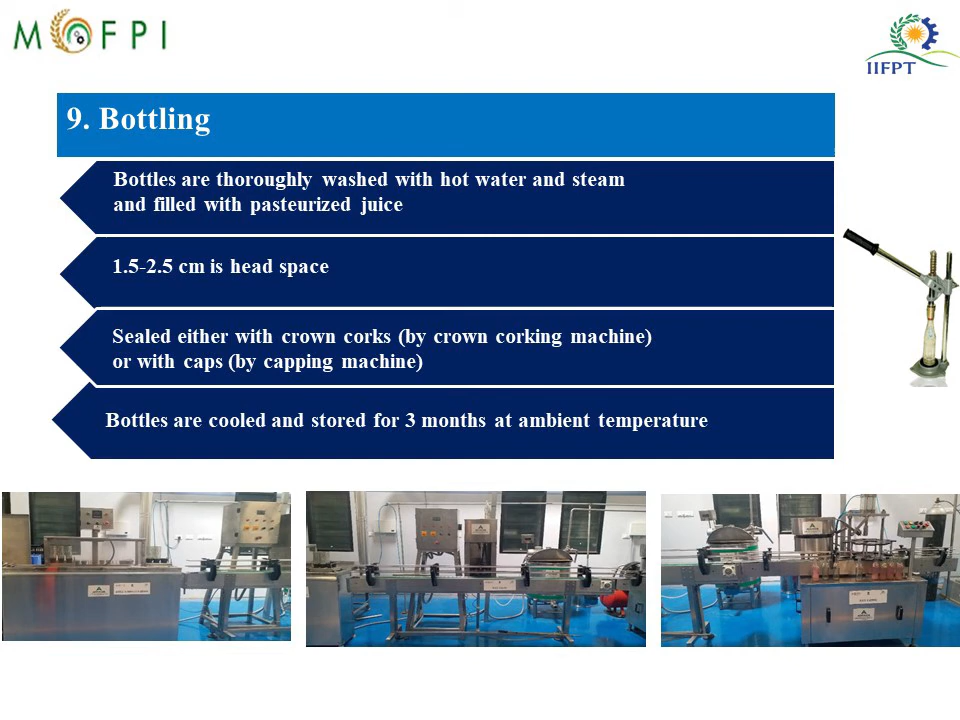 MOFPI
IIFPT
9. Bottling
Bottles are thoroughly washed with hot water and steam
and filled with pasteurized juice
1.5-2.5 cm is head space
Sealed either with crown corks (by crown corking machine)
or with caps (by capping machine)
Bottles are cooled and stored for 3 months at ambient temperature